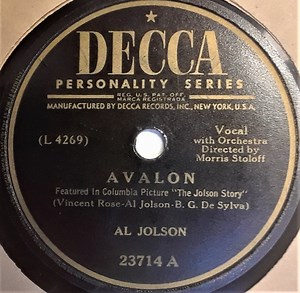 DECCA
PERSONALITY SERIES
REG. U.S. PAT. OFF.
MARCA REGISTRADA
MANUFACTURED BY DECCA RECORDS, INC., NEW YORK, U.S.A.
(L 4269)
Vocal
with Orchestra
Directed by
Morris Stoloff
AVALON
Featured In Columbia Picture "The Jolson Story"
(Vincent Rose-Al Jolson-B. G. De Sylva)
AL JOLSON
23714 A